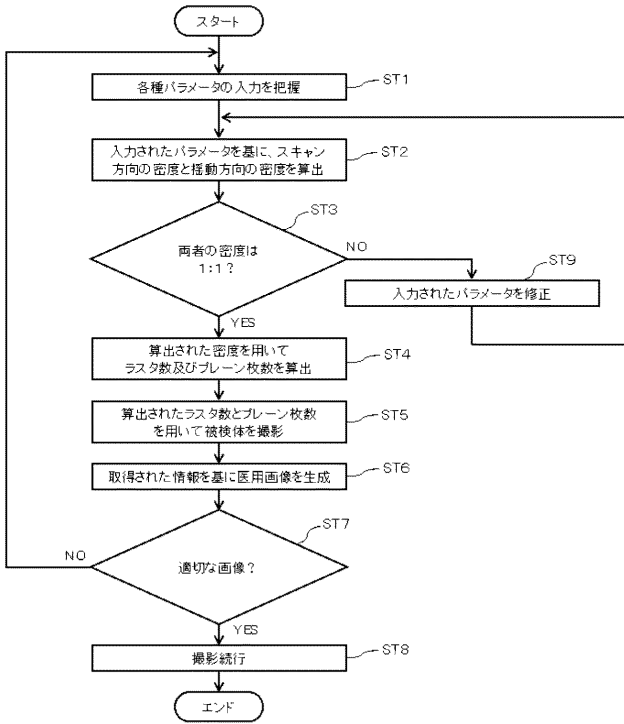 スタート
各種パラメータの入力を把握
ST1
入力されたパラメータを基に、スキャン
方向の密度と揺動方向の密度を算出
ST2
両者の密度は
1:1?
ST3
NO
入力されたパラメータを修正
ST9
YES
算出された密度を用いて
ラスタ数及びプレーン枚数を算出
ST4
算出されたラスタ数とプレーン枚数
を用いて被検体を撮影
ST5
取得された情報を基に医用画像を生成
ST6
適切な画像?
ST7
NO
YES
撮影続行
ST8
エンド